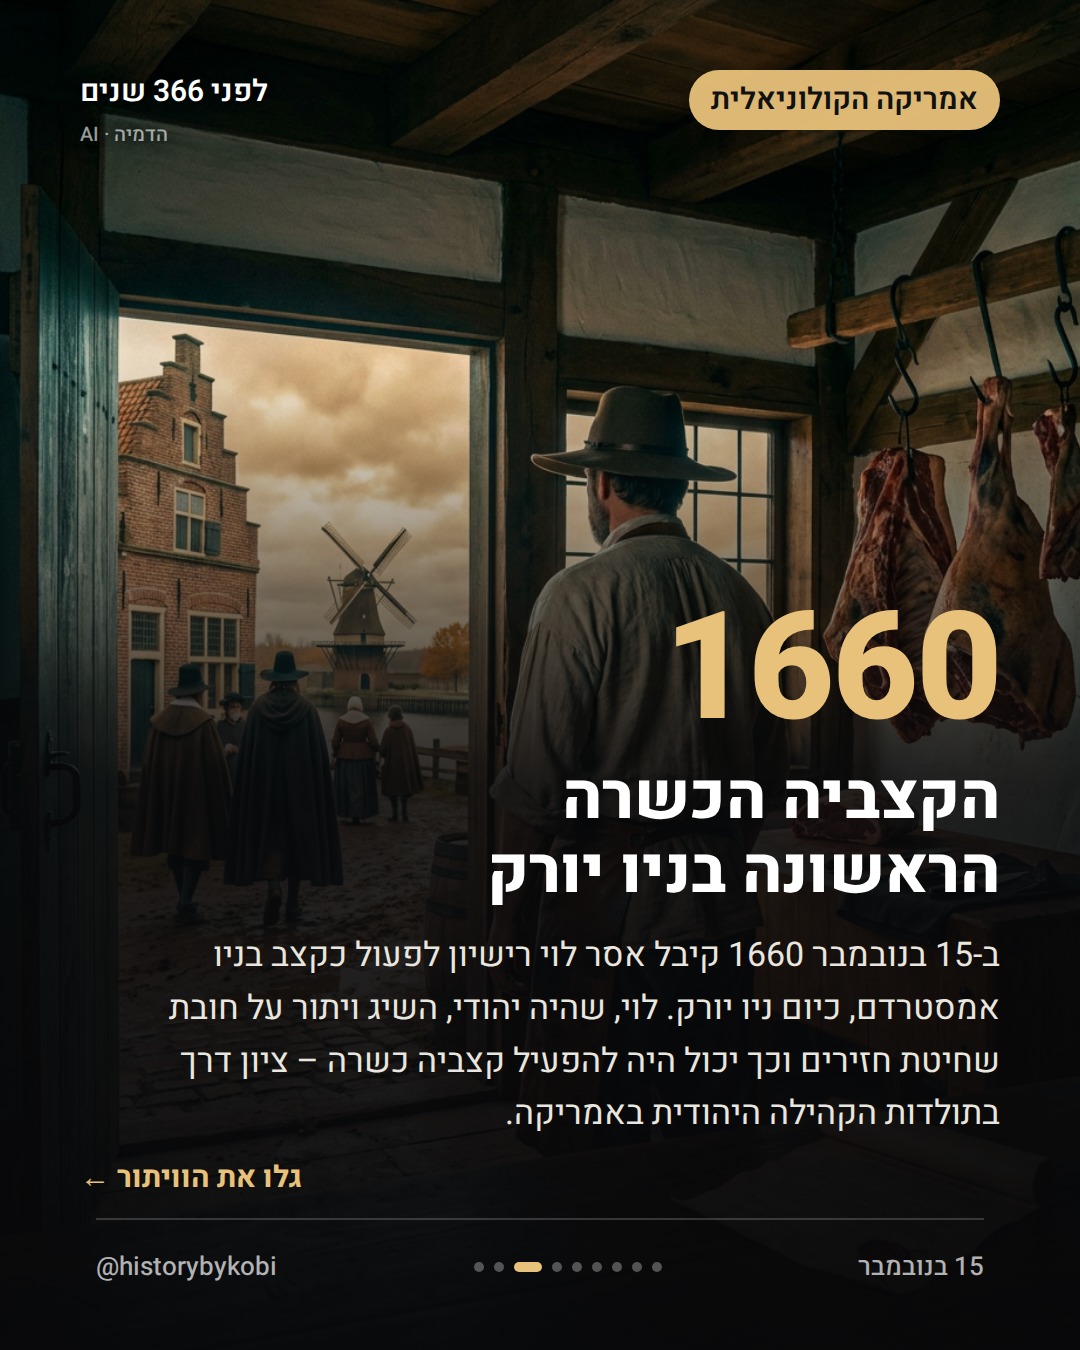 אמריקה הקולוניאלית
לפני 366 שנים
הדמיה · AI
1660
הקצביה הכשרה
הראשונה בניו יורק
ב-15 בנובמבר 1660 קיבל אסר לוי רישיון לפעול כקצב בניו
אמסטרדם, כיום ניו יורק. לוי, שהיה יהודי, השיג ויתור על חובת
שחיטת חזירים וכך יכול היה להפעיל קצביה כשרה – ציון דרך
בתולדות הקהילה היהודית באמריקה.
גלו את הוויתור ←
15 בנובמבר
@historybykobi